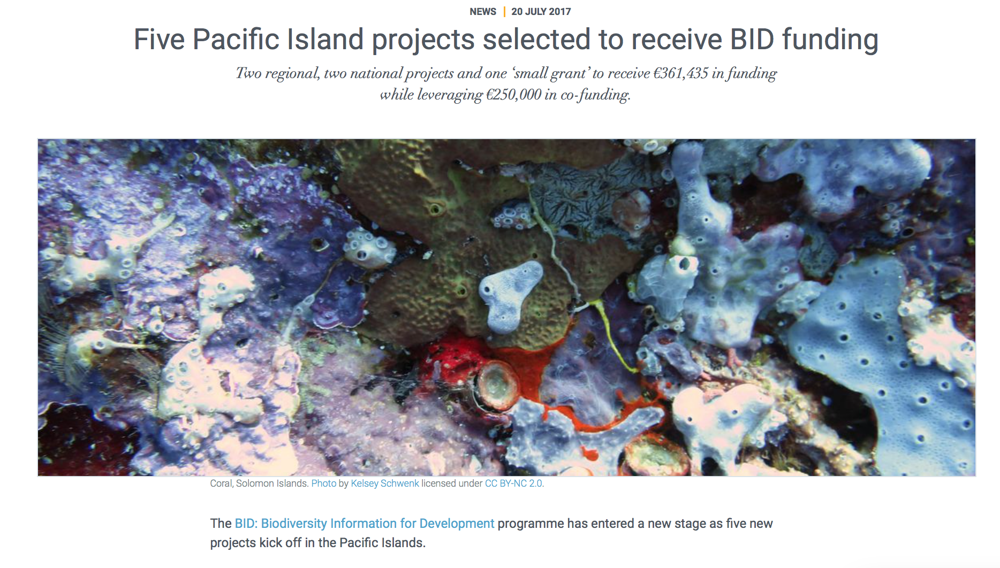 NEWS | 20 JULY 2017
Five Pacific Island projects selected to receive BID funding
Two regional, two national projects and one ‘small grant’ to receive €361,435 in funding
while leveraging €250,000 in co-funding.
Coral, Solomon Islands. Photo by Kelsey Schwenk licensed under CC BY-NC 2.0.
The BID: Biodiversity Information for Development programme has entered a new stage as five new
projects kick off in the Pacific Islands.